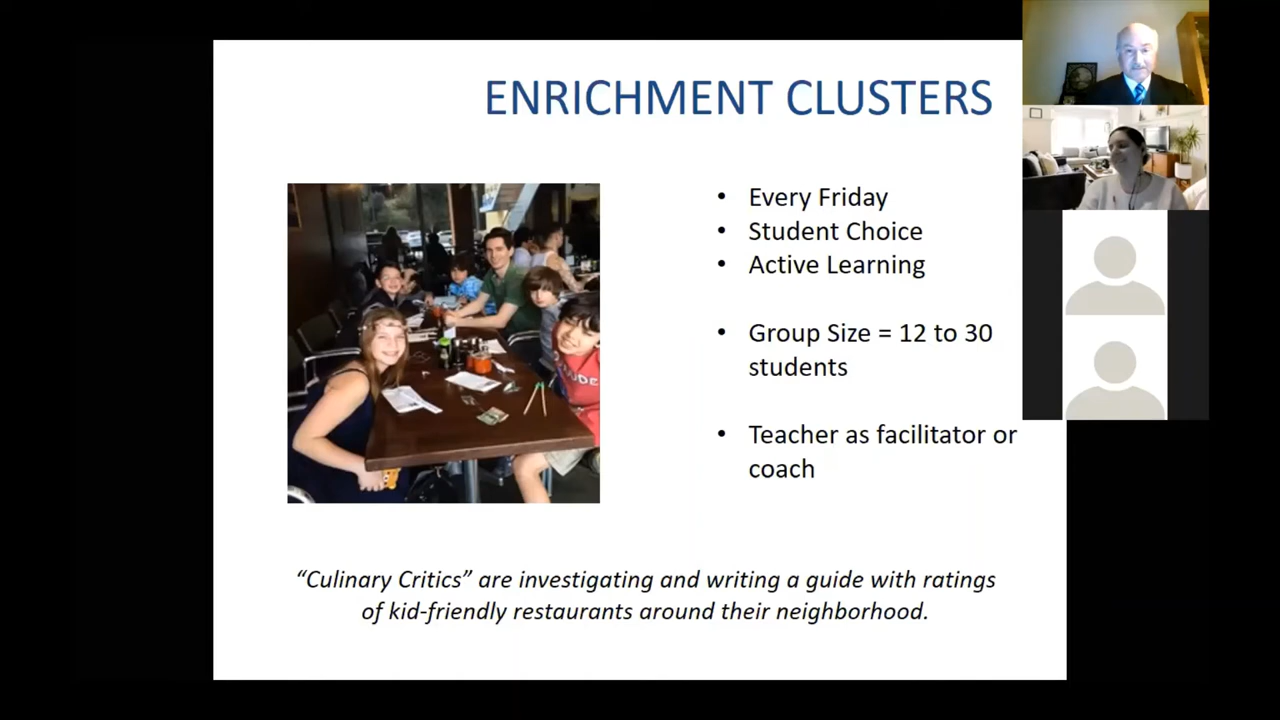 ENRICHMENT CLUSTERS
• Every Friday
• Student Choice
• Active Learning
• Group Size = 12 to 30
students
• Teacher as facilitator or
coach
“Culinary Critics” are investigating and writing a guide with ratings
of kid-friendly restaurants around their neighborhood.